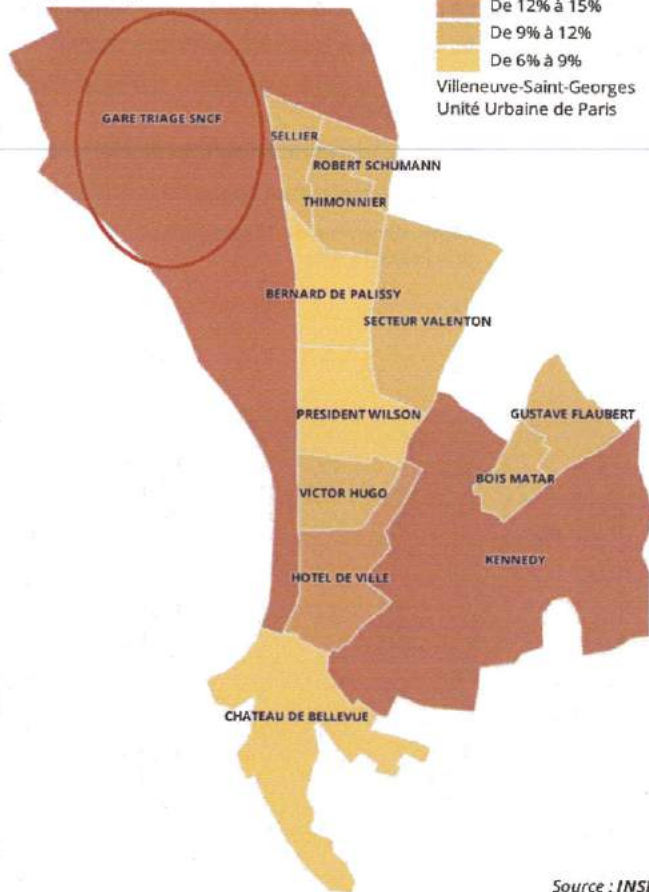 De 12% à 15%
De 9% à 12%
De 6% à 9%
Villeneuve-Saint-Georges
Unité Urbaine de Paris
GARE TRIAGE SNCF
SELLIER
ROBERT SCHUMANN
THIMONNIER
BERNARD DE PALISSY
SECTEUR VALENTON
PRESIDENT WILSON
GUSTAVE FLAUBERT
BOIS MATAR
VICTOR HUGO
KENNEDY
HOTEL DE VILLE
CHATEAU DE BELLEVUE
Source :